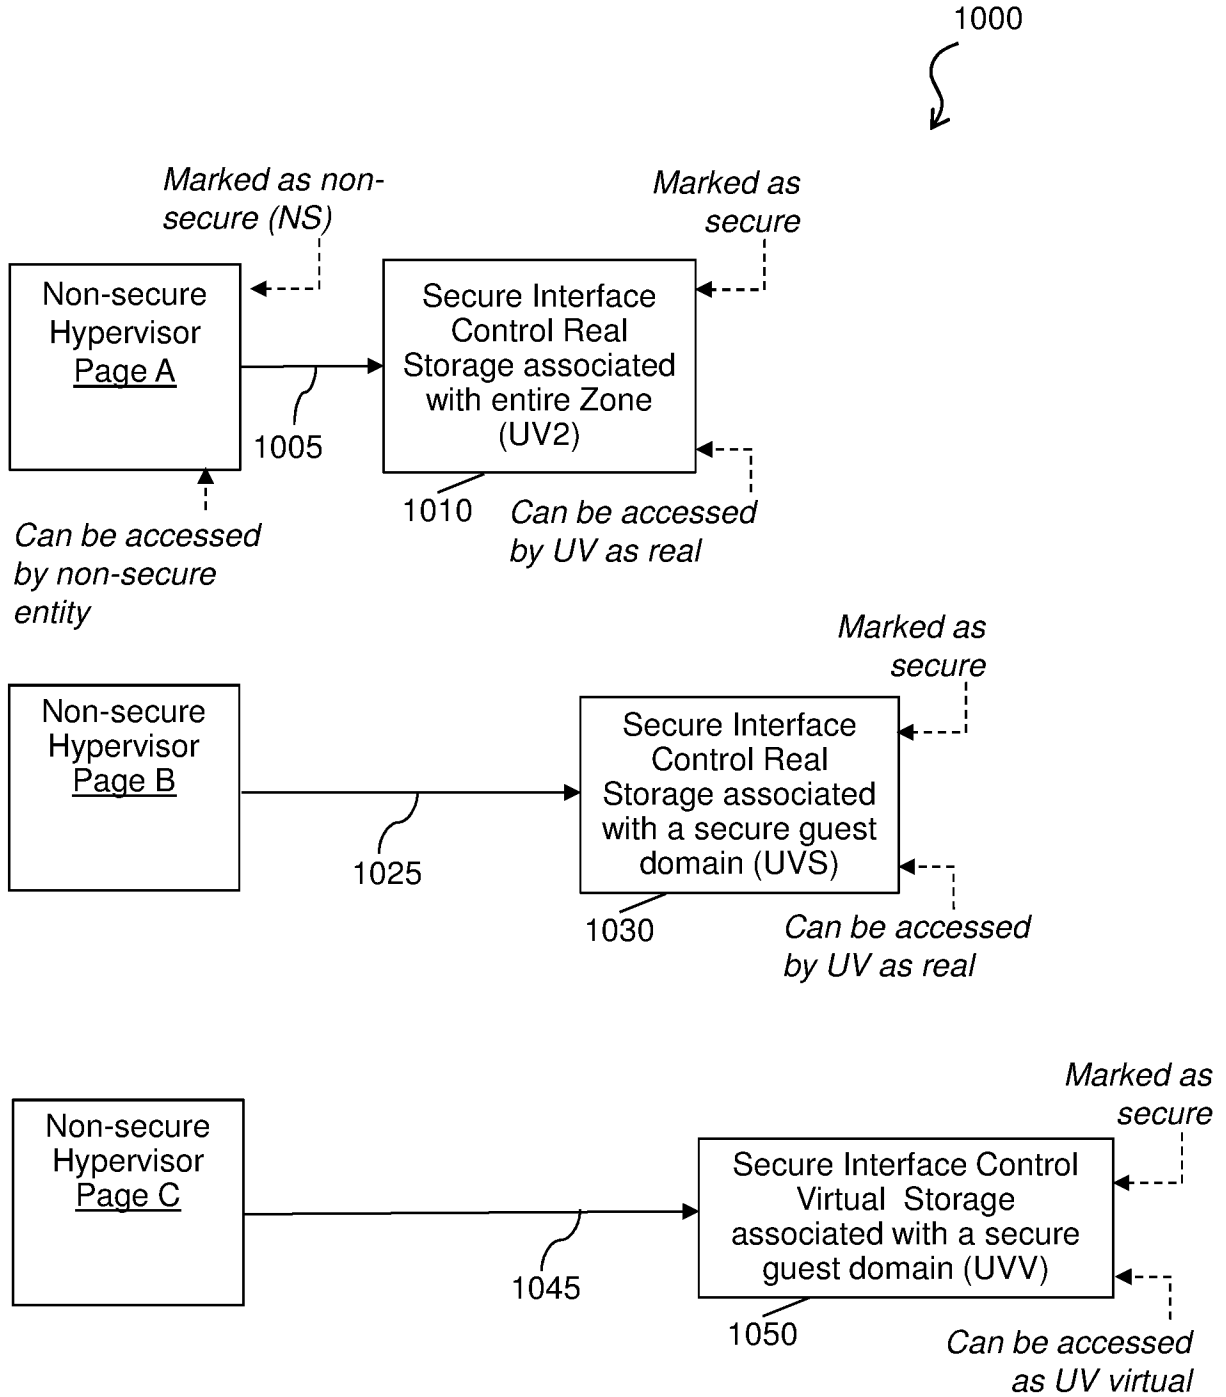 1000
Marked as non-
secure (NS)
Marked as
secure
Non-secure
Hypervisor
Page A
Secure Interface
Control Real
Storage associated
with entire Zone
(UV2)
1005
1010
Can be accessed
by UV as real
Can be accessed
by non-secure
entity
Marked as
secure
Non-secure
Hypervisor
Page B
Secure Interface
Control Real
Storage associated
with a secure guest
domain (UVS)
1025
1030
Can be accessed
by UV as real
Marked as
secure
Non-secure
Hypervisor
Page C
Secure Interface Control
Virtual Storage
associated with a secure
guest domain (UVV)
1045
1050
Can be accessed
as UV virtual